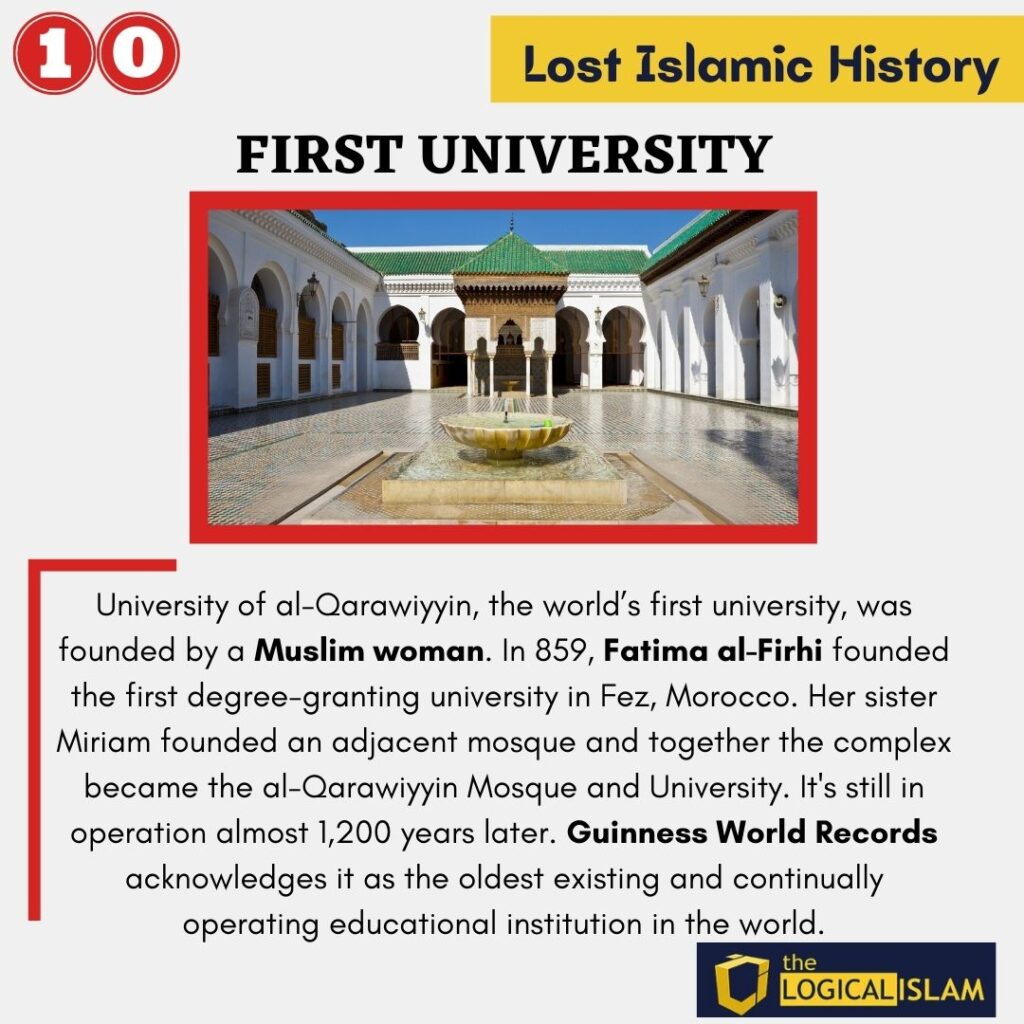 10
Lost Islamic History
FIRST UNIVERSITY
University of al-Qarawiyyin, the world’s first university, was
founded by a Muslim woman. In 859, Fatima al-Firhi founded
the first degree-granting university in Fez, Morocco. Her sister
Miriam founded an adjacent mosque and together the complex
became the al-Qarawiyyin Mosque and University. It's still in
operation almost 1,200 years later. Guinness World Records
acknowledges it as the oldest existing and continually
operating educational institution in the world.
the
LOGICAL ISLAM